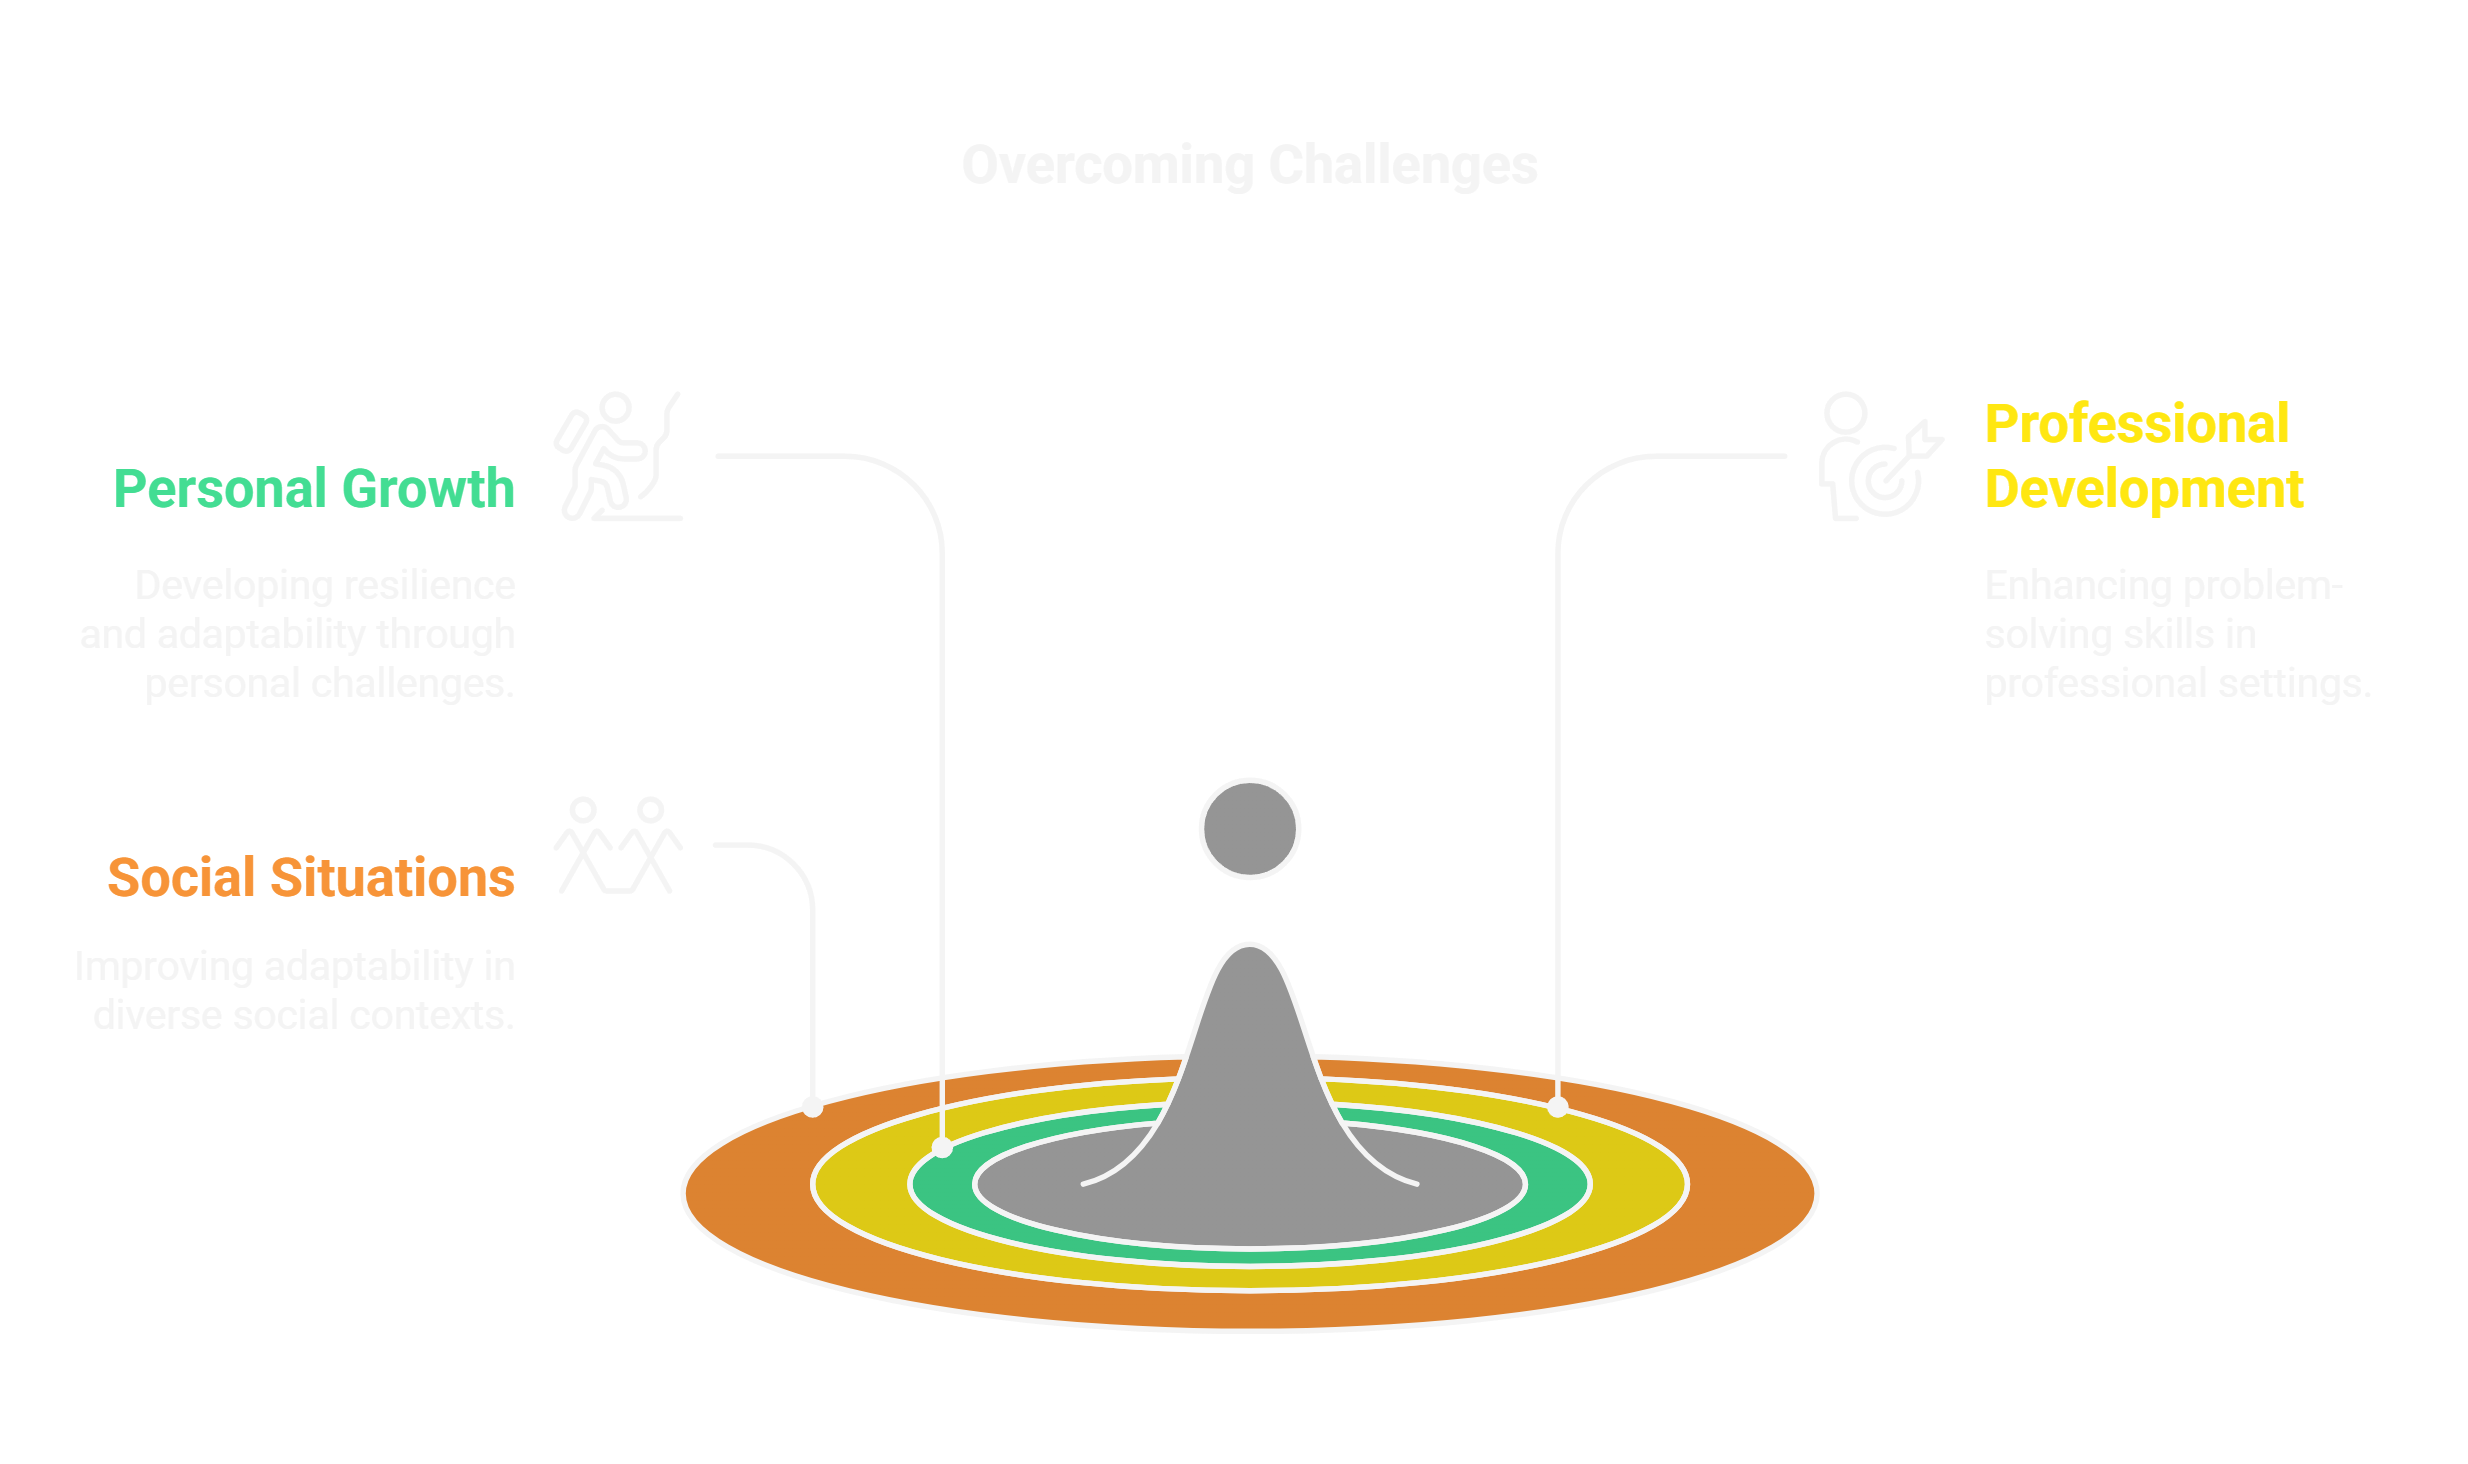 Overcoming Challenges
Personal Growth
Developing resilience
and adaptability through
personal challenges.
Professional
Development
Enhancing problem-
solving skills in
professional settings.
Social Situations
Improving adaptability in
diverse social contexts.